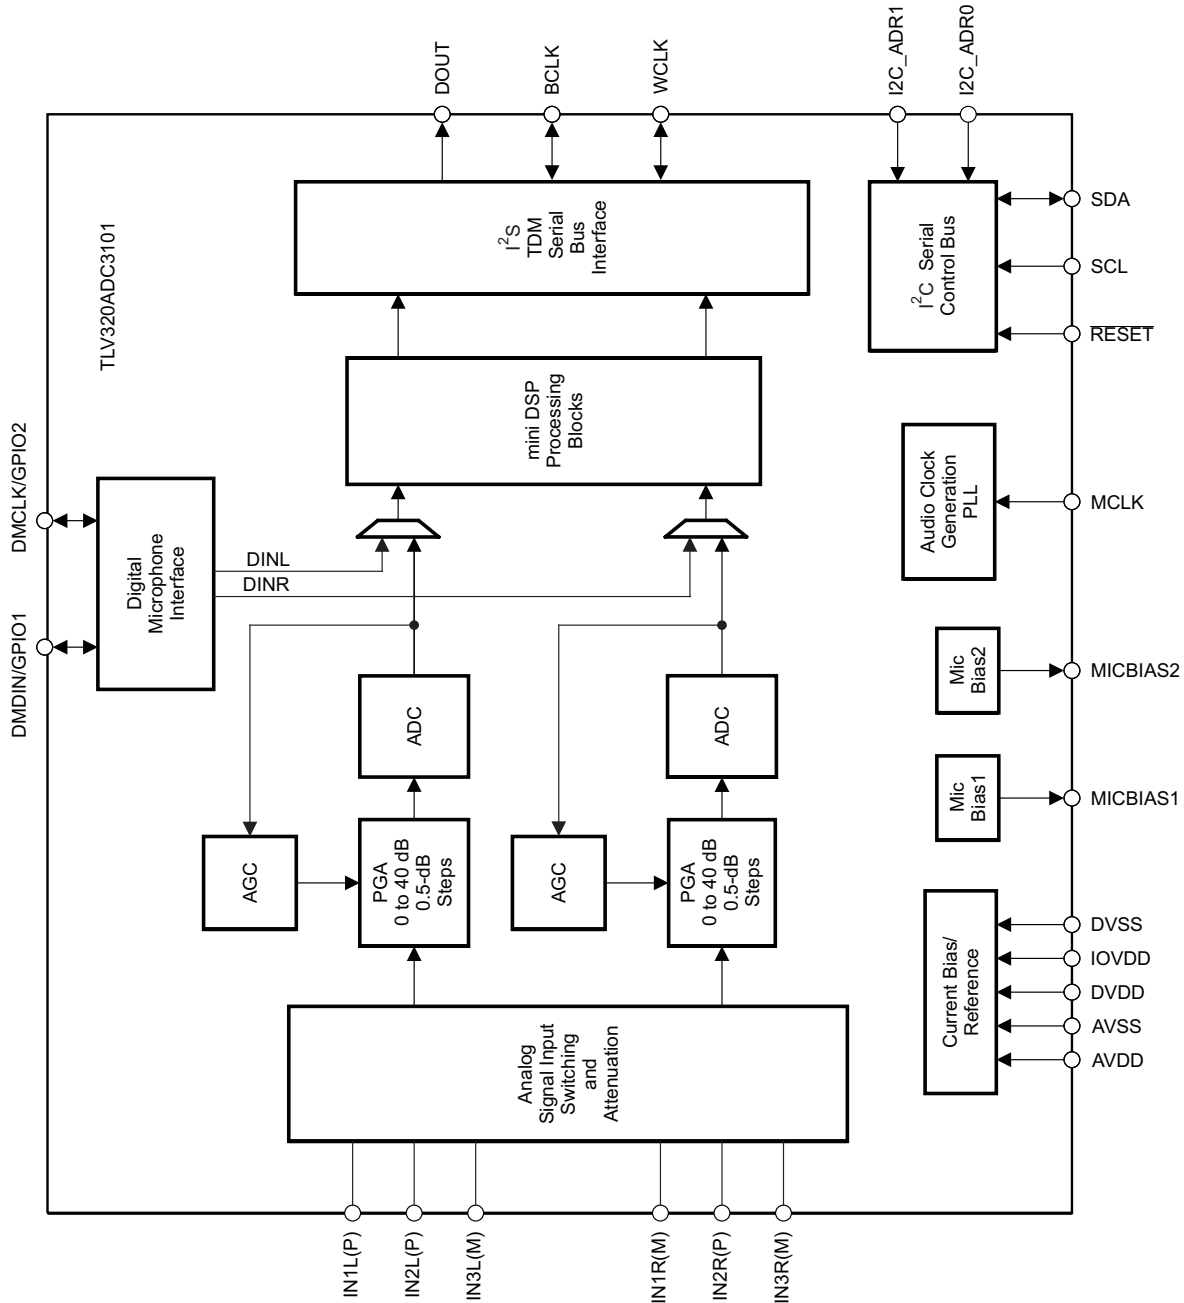 DMDIN/GPIO1
DMCLK/GPIO2
TLV320ADC3101
Digital
Microphone
Interface
DINL
DINR
IN1L(P)
IN2L(P)
IN3L(M)
IN1R(M)
IN2R(P)
IN3R(M)
Analog
Signal Input
Switching
and
Attenuation
AGC
PGA
0 to 40 dB
0.5-dB
Steps
ADC
AGC
PGA
0 to 40 dB
0.5-dB
Steps
ADC
mini DSP
Processing
Blocks
I²S
TDM
Serial
Bus
Interface
DOUT
BCLK
WCLK
I2C_ADR1
I2C_ADR0
Current Bias/
Reference
Mic
Bias1
Mic
Bias2
Audio Clock
Generation
PLL
I²C Serial
Control Bus
AVDD
AVSS
DVDD
IOVDD
DVSS
MICBIAS1
MICBIAS2
MCLK
RESET
SCL
SDA